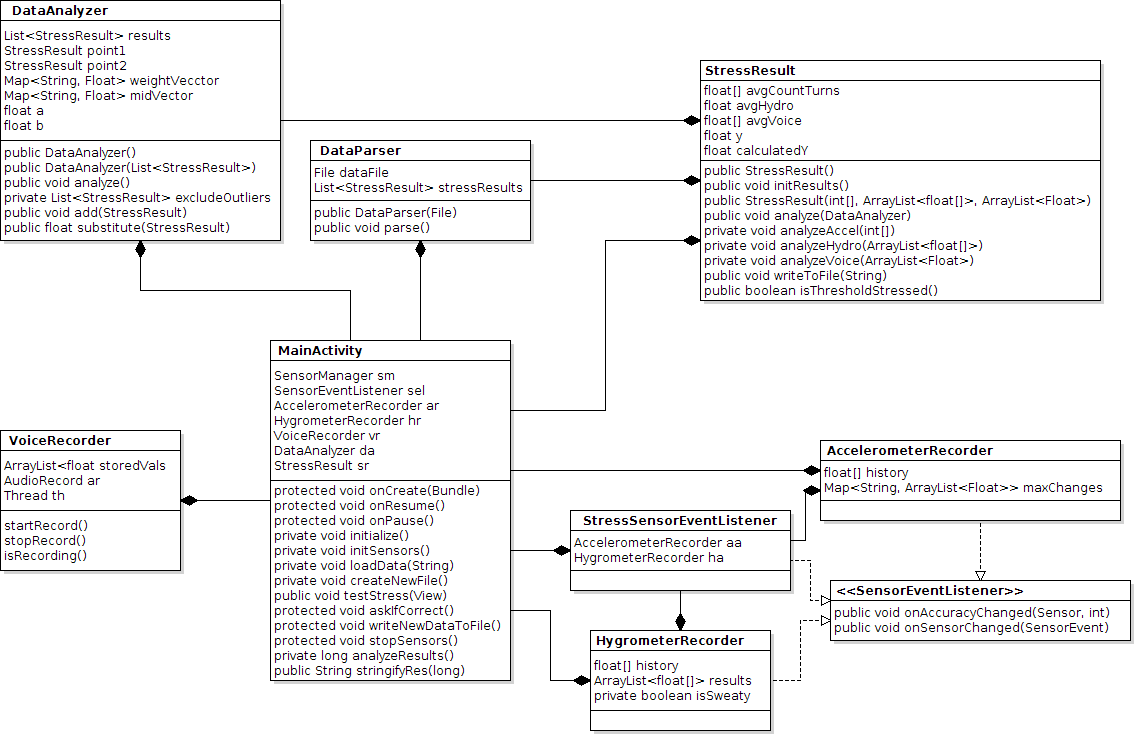 DataAnalyzer
List<StressResult> results
StressResult point1
StressResult point2
Map<String, Float> weightVecctor
Map<String, Float> midVector
float a
float b
public DataAnalyzer()
public DataAnalyzer(List<StressResult>)
public void analyze()
private List<StressResult> excludeOutliers
public void add(StressResult)
public float substitute(StressResult)
DataParser
File dataFile
List<StressResult> stressResults
public DataParser(File)
public void parse()
StressResult
float[] avgCountTurns
float avgHydro
float[] avgVoice
float y
float calculatedY
public StressResult()
public void initResults()
public StressResult(int[], ArrayList<float[]>, ArrayList<Float>)
public void analyze(DataAnalyzer)
private void analyzeAccel(int[])
private void analyzeHydro(ArrayList<float[]>)
private void analyzeVoice(ArrayList<Float>)
public void writeToFile(String)
public boolean isThresholdStressed()
MainActivity
SensorManager sm
SensorEventListener sel
AccelerometerRecorder ar
HygrometerRecorder hr
VoiceRecorder vr
DataAnalyzer da
StressResult sr
protected void onCreate(Bundle)
protected void onResume()
protected void onPause()
private void initialize()
private void initSensors()
private void loadData(String)
private void createNewFile()
public void testStress(View)
protected void askIfCorrect()
protected void writeNewDataToFile()
protected void stopSensors()
private long analyzeResults()
public String stringifyRes(long)
VoiceRecorder
ArrayList<float storedVals
AudioRecord ar
Thread th
startRecord()
stopRecord()
isRecording()
AccelerometerRecorder
float[] history
Map<String, ArrayList<Float>> maxChanges
StressSensorEventListener
AccelerometerRecorder aa
HygrometerRecorder ha
<<SensorEventListener>>
public void onAccuracyChanged(Sensor, int)
public void onSensorChanged(SensorEvent)
HygrometerRecorder
float[] history
ArrayList<float[]> results
private boolean isSweaty